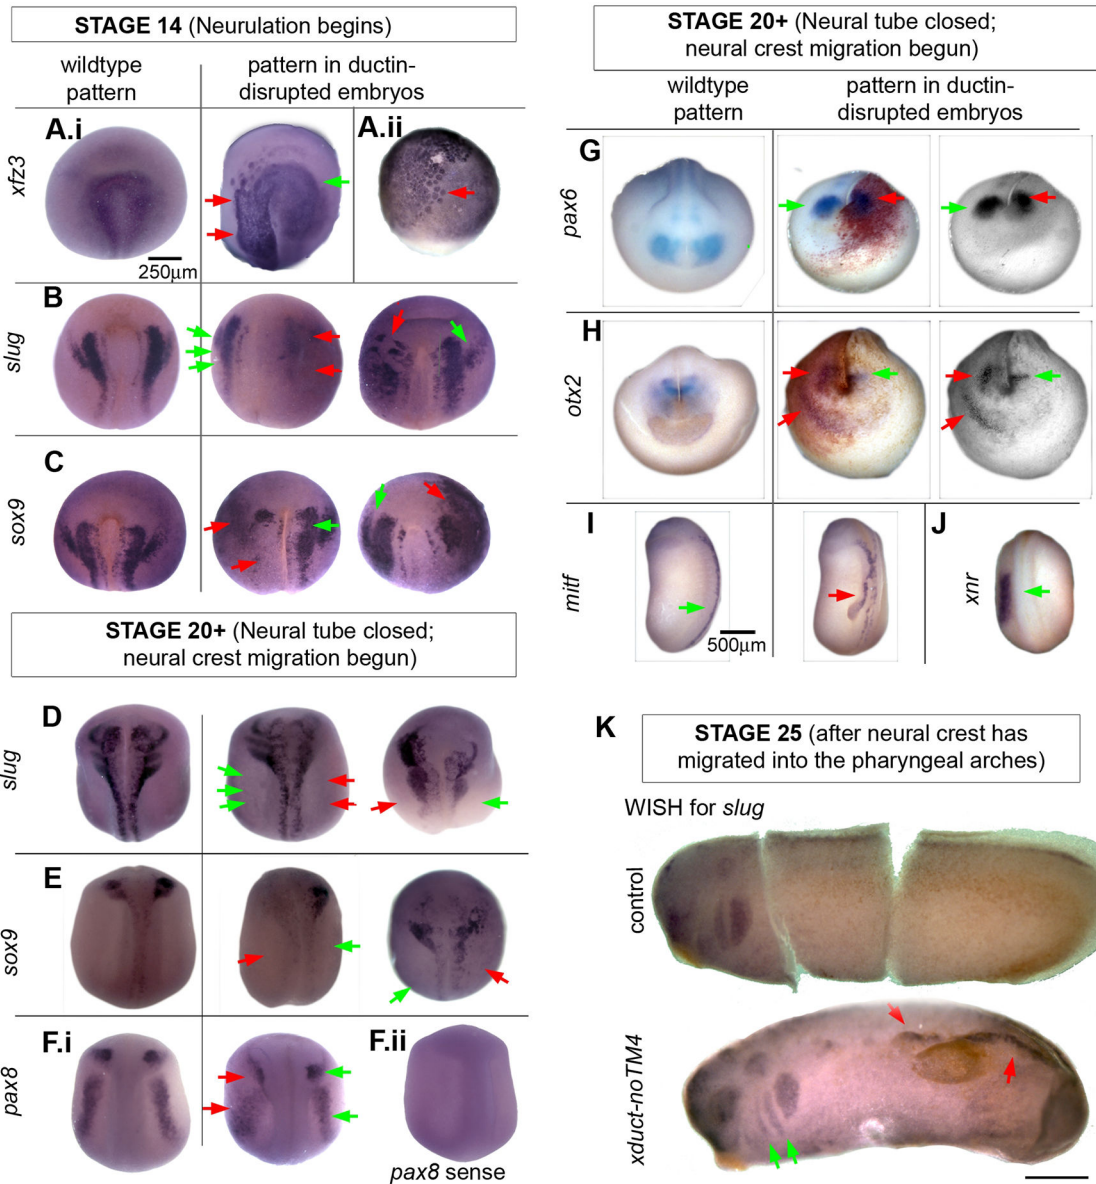 STAGE 14 (Neurulation begins)
wildtype
pattern
pattern in ductin-
disrupted embryos
xfz3
A.i
A.ii
250µm
slug
B
sox9
C
STAGE 20+ (Neural tube closed;
neural crest migration begun)
slug
D
sox9
E
pax8
F.i
F.ii
pax8 sense
STAGE 20+ (Neural tube closed;
neural crest migration begun)
wildtype
pattern
pattern in ductin-
disrupted embryos
pax6
G
otx2
H
mitf
I
500µm
J
xnr
K
STAGE 25 (after neural crest has
migrated into the pharyngeal arches)
WISH for slug
control
xduct-noTM4